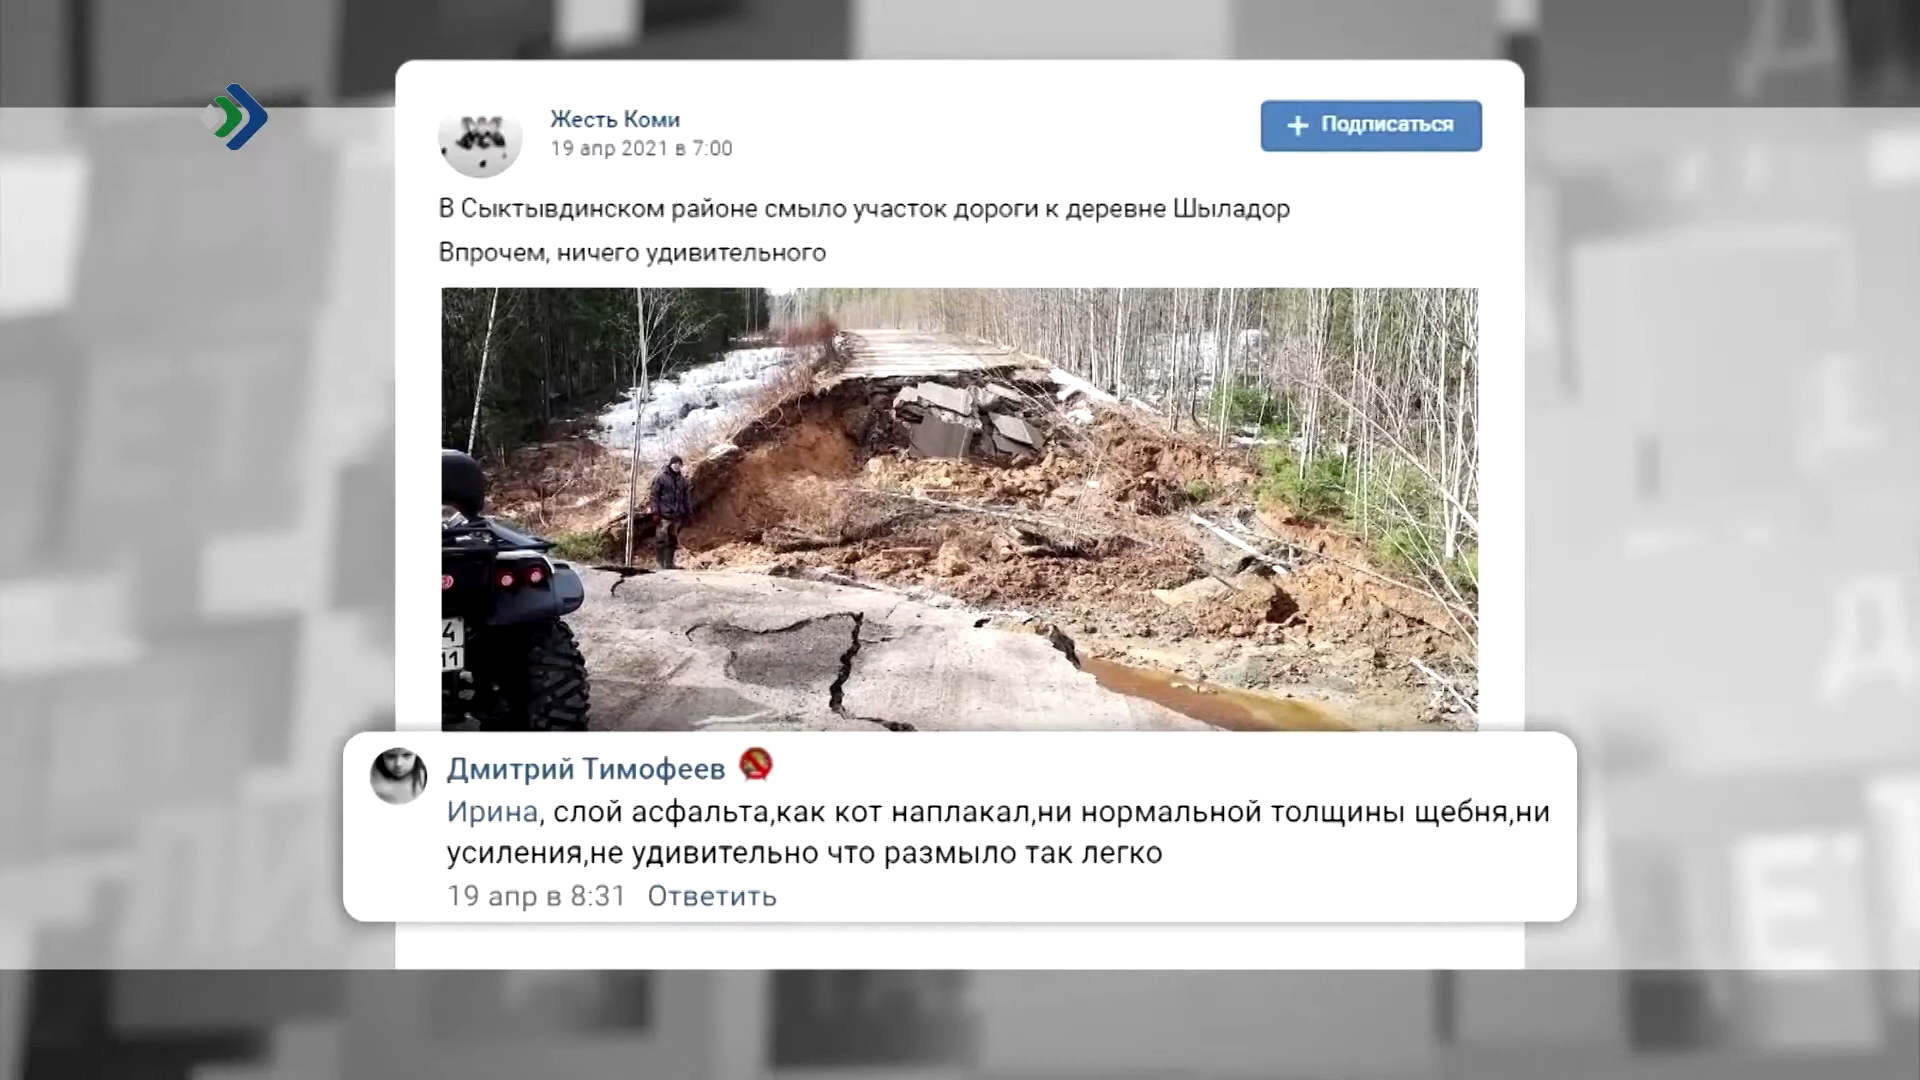 Жесть Коми
19 апр 2021 в 7:00
+ Подписаться
В Сыктывдинском районе смыло участок дороги к деревне Шыладор
Впрочем, ничего удивительного
4
11
Дмитрий Тимофеев
Ирина, слой асфальта,как кот наплакал,ни нормальной толщины щебня,ни
усиления,не удивительно что размыло так легко
19 апр в 8:31 Ответить